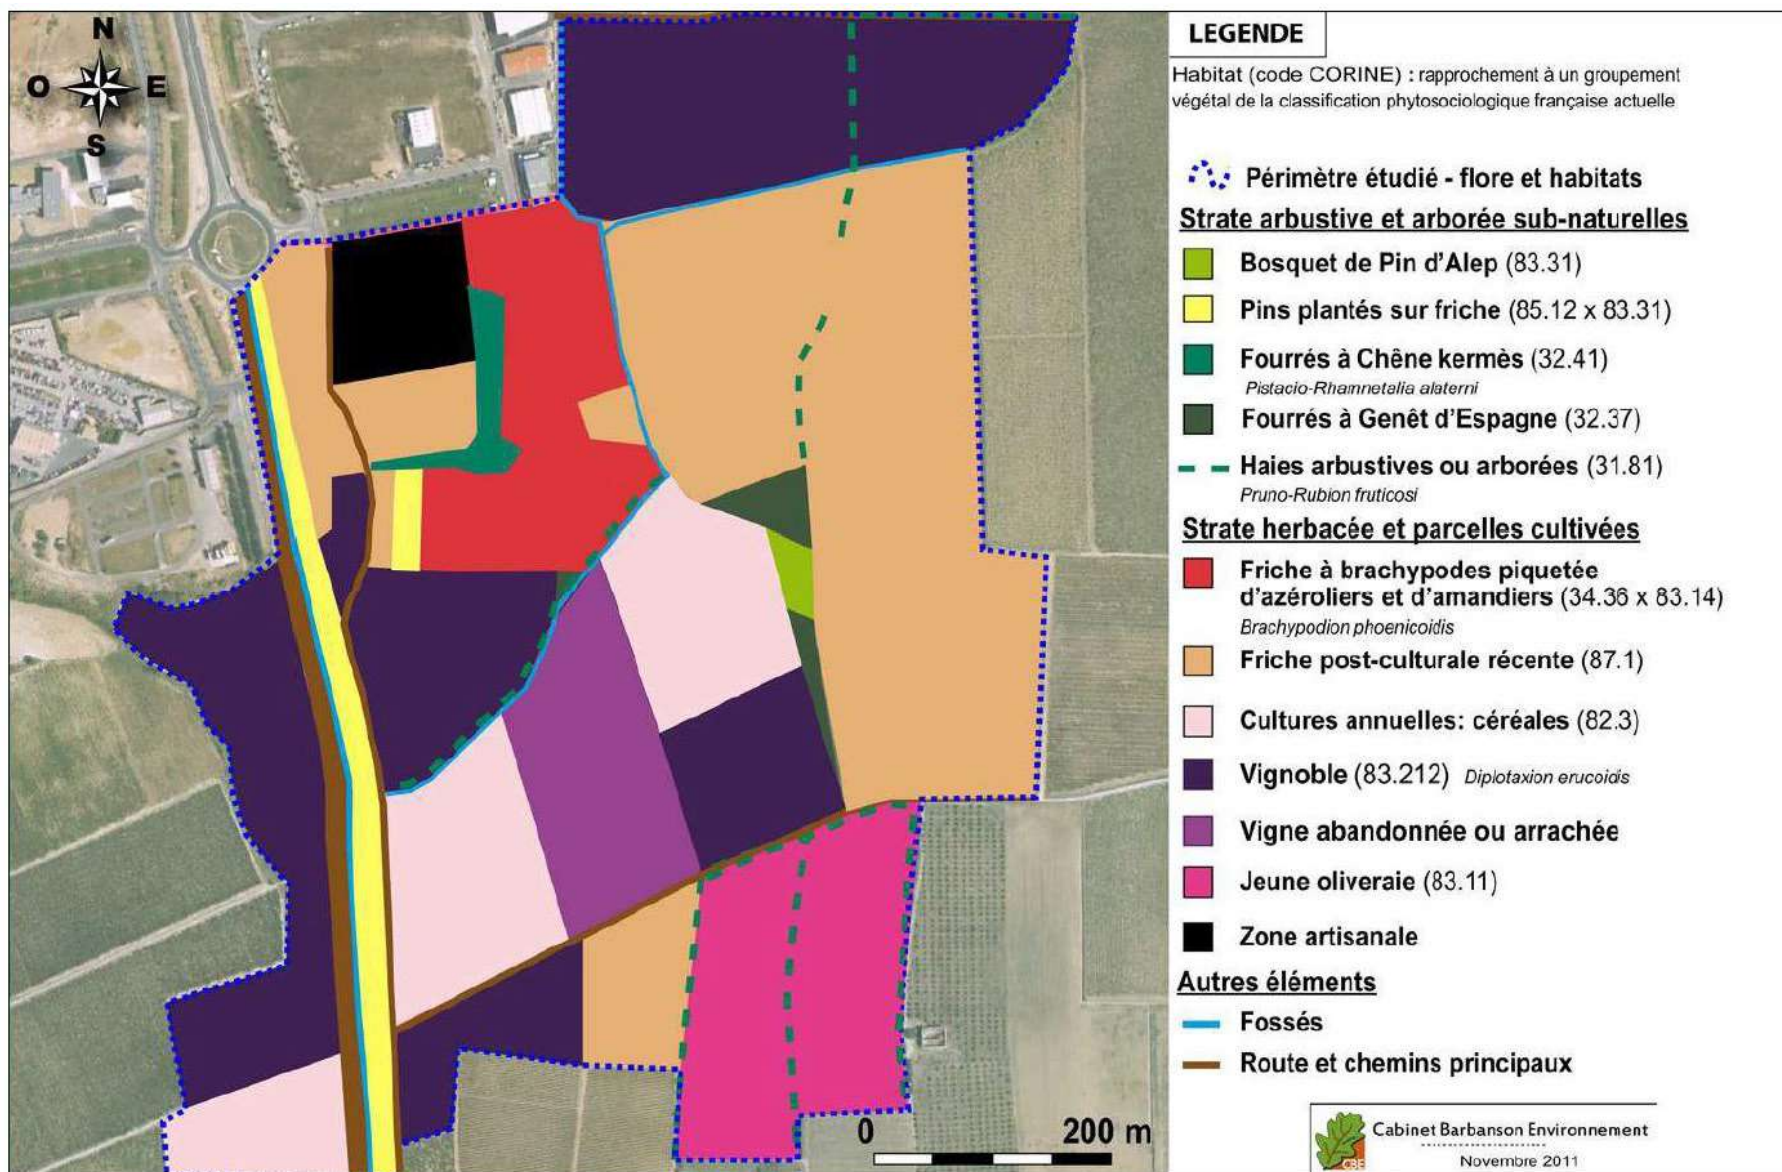 N
O
E
S
0
200 m
LEGENDE
Habitat (code CORINE) : rapprochement à un groupement
végétal de la classification phytosociologique française actuelle
Périmètre étudié - flore et habitats
Strate arbustive et arborée sub-naturelles
Bosquet de Pin d'Alep (83.31)
Pins plantés sur friche (85.12 x 83.31)
Fourrés à Chêne kermès (32.41)
Pistacio-Rhamnetalia alaterni
Fourrés à Genêt d'Espagne (32.37)
Haies arbustives ou arborées (31.81)
Pruno-Rubion fruticosi
Strate herbacée et parcelles cultivées
Friche à brachypodes piquetée
d'azéroliers et d'amandiers (34.36 x 83.14)
Brachypodion phoenicoidis
Friche post-culturale récente (87.1)
Cultures annuelles: céréales (82.3)
Vignoble (83.212) Diplotaxion erucoidis
Vigne abandonnée ou arrachée
Jeune oliveraie (83.11)
Zone artisanale
Autres éléments
Fossés
Route et chemins principaux
CBE
Cabinet Barbanson Environnement
Novembre 2011